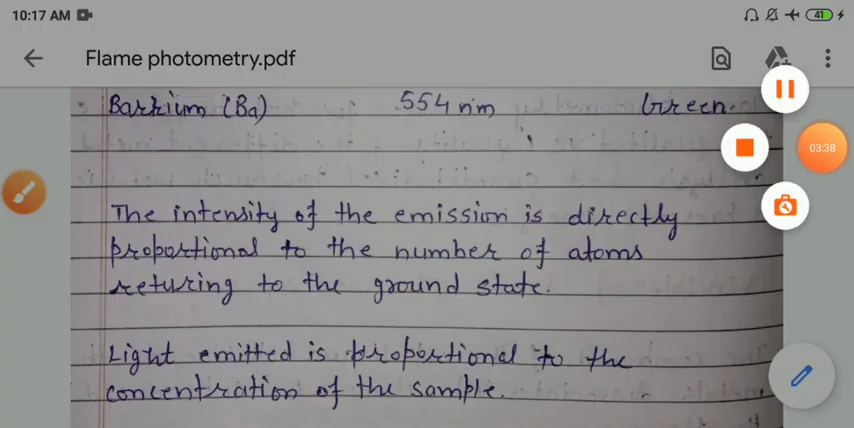 10:17 AM
41
Flame photometry.pdf
Barrium (Ba) 554 nm Green.
03:38
The intensity of the emission is directly
proportional to the number of atoms
returing to the ground state.
Light emitted is proportional to the
concentration of the sample.